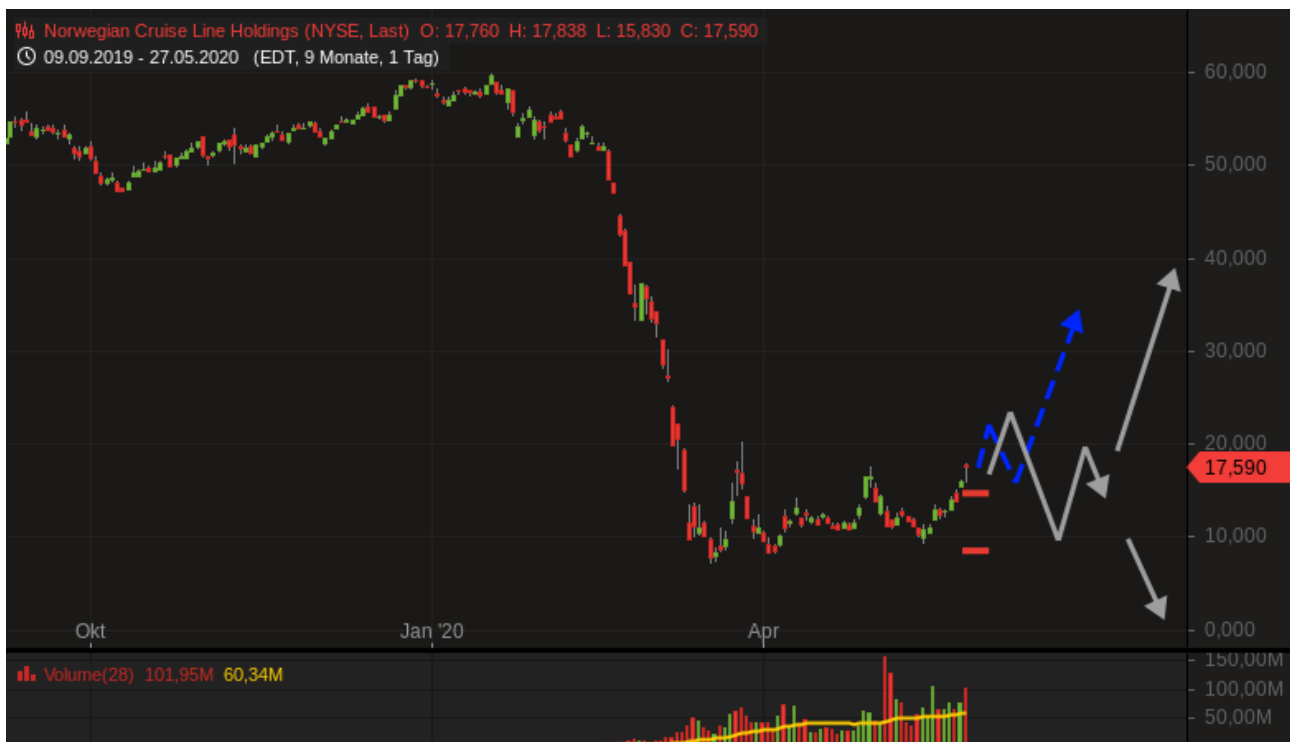 Norwegian Cruise Line Holdings (NYSE, Last) O: 17,760 H: 17,838 L: 15,830 C: 17,590
09.09.2019 - 27.05.2020 (EDT, 9 Monate, 1 Tag)
60,000
50,000
40,000
30,000
20,000
17,590
10,000
0,000
Okt Jan '20 Apr
Volume(28) 101,95M 60,34M
150,00M
100,00M
50,00M